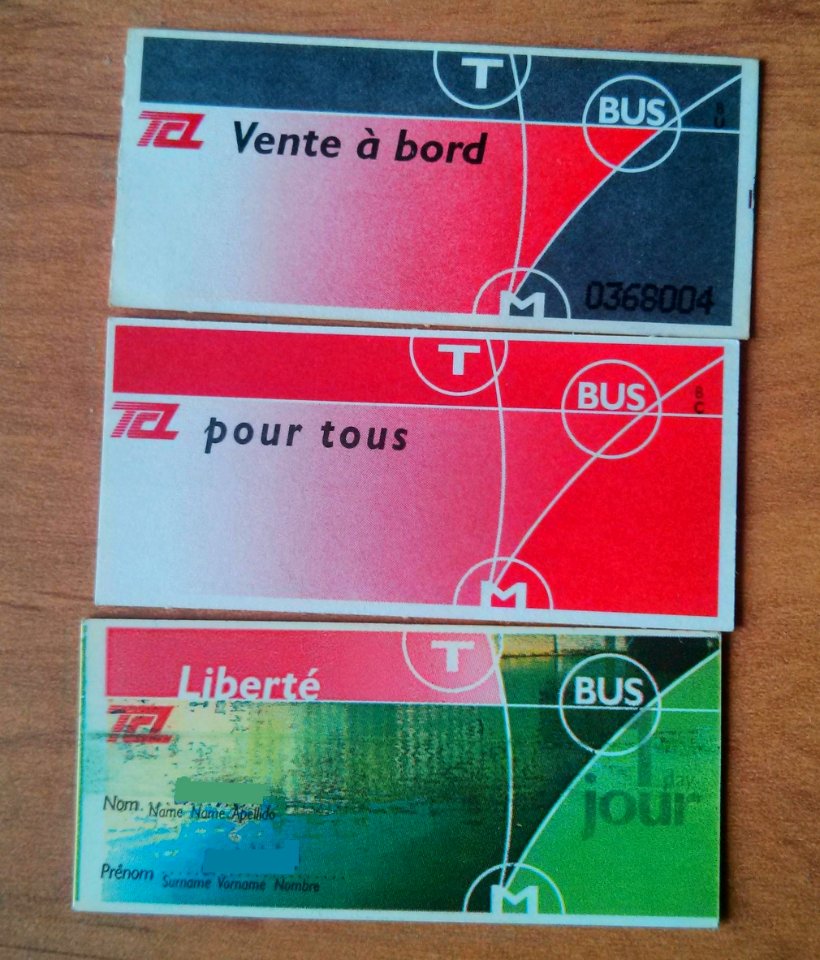 T
BUS
B
U
TCL
Vente à bord
M
0368004
T
BUS
B
C
TCL
pour tous
M
T
Liberté
BUS
TCL
1
day
jour
Nom Name Name Apellido
Prénom Surname Vorname Nombre
M